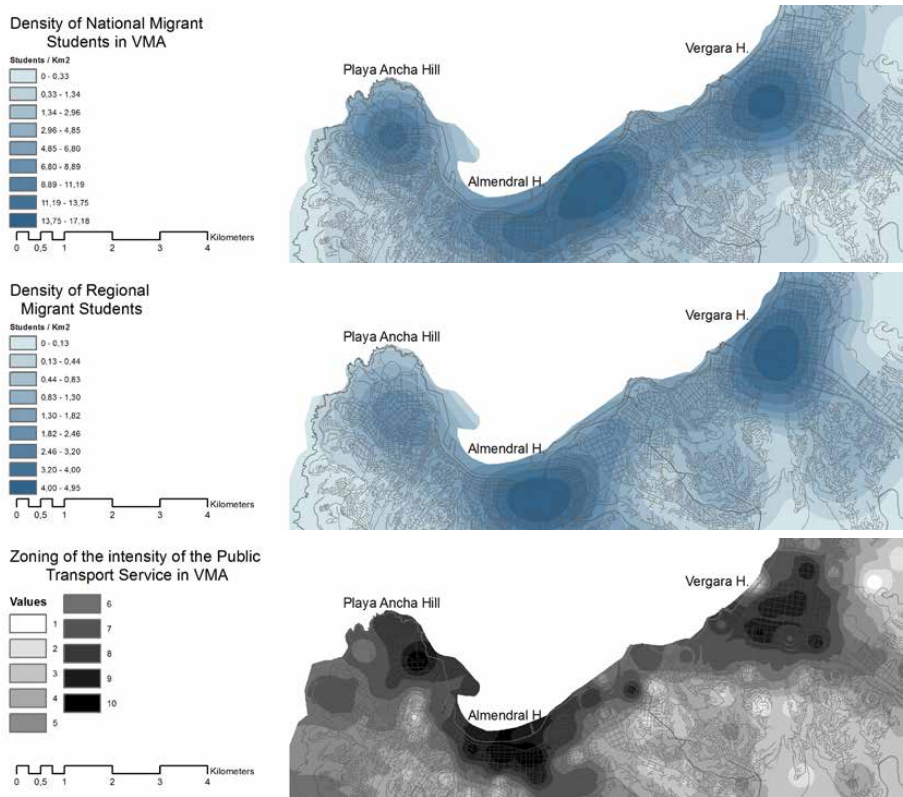 Density of National Migrant
Students in VMA
Students / Km2
0 - 0,33
0,33 - 1,34
1,34 - 2,96
2,96 - 4,85
4,85 - 6,80
6,80 - 8,89
8,89 - 11,19
11,19 - 13,75
13,75 - 17,18
Kilometers
0 0,5 1 2 3 4
Playa Ancha Hill
Vergara H.
Almendral H.
Density of Regional
Migrant Students
Students / Km2
0 - 0,13
0,13 - 0,44
0,44 - 0,83
0,83 - 1,30
1,30 - 1,82
1,82 - 2,46
2,46 - 3,20
3,20 - 4,00
4,00 - 4,95
Kilometers
0 0,5 1 2 3 4
Playa Ancha Hill
Vergara H.
Almendral H.
Zoning of the intensity of the Public
Transport Service in VMA
Values
1
2
3
4
5
6
7
8
9
10
Kilometers
0 0,5 1 2 3 4
Playa Ancha Hill
Vergara H.
Almendral H.